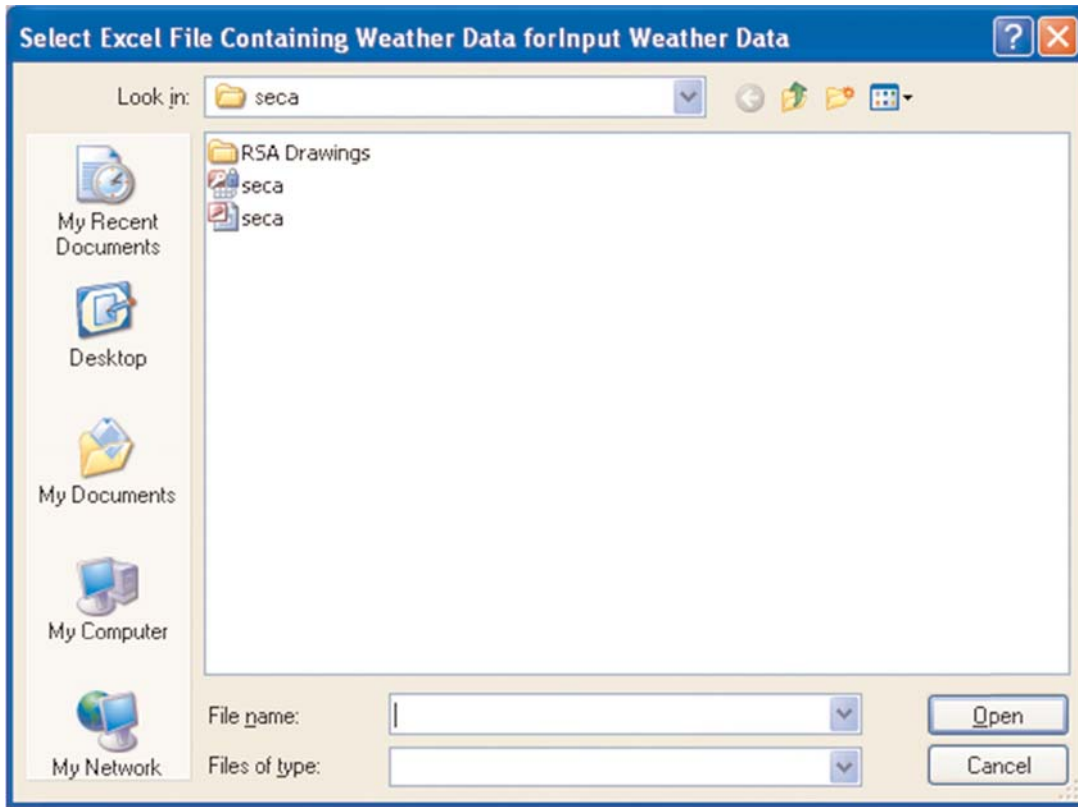 Select Excel File Containing Weather Data forInput Weather Data
Look in: seca
RSA Drawings
seca
seca
My Recent
Documents
Desktop
My Documents
My Computer
My Network
File name:
Open
Files of type:
Cancel